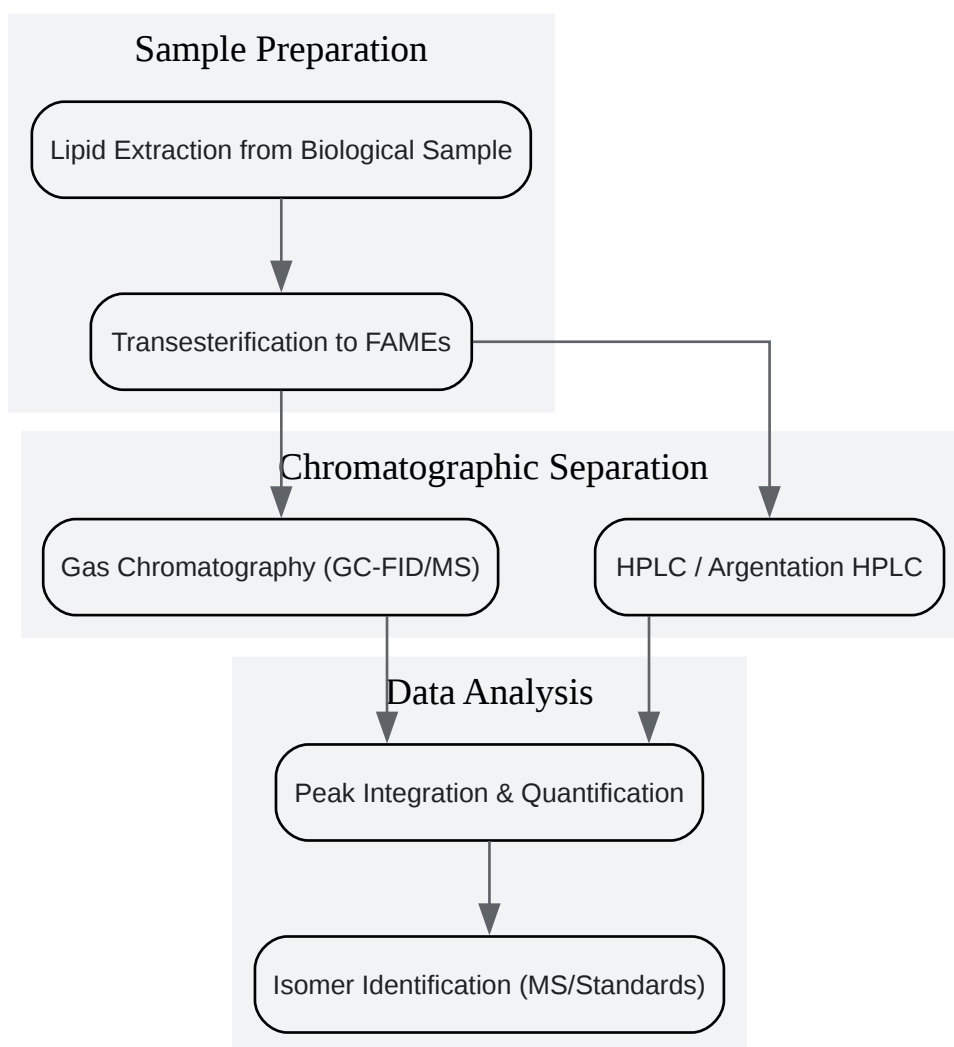 Sample Preparation
Lipid Extraction from Biological Sample
Transesterification to FAMEs
Chromatographic Separation
Gas Chromatography (GC-FID/MS)
HPLC / Argentation HPLC
Data Analysis
Peak Integration & Quantification
Isomer Identification (MS/Standards)